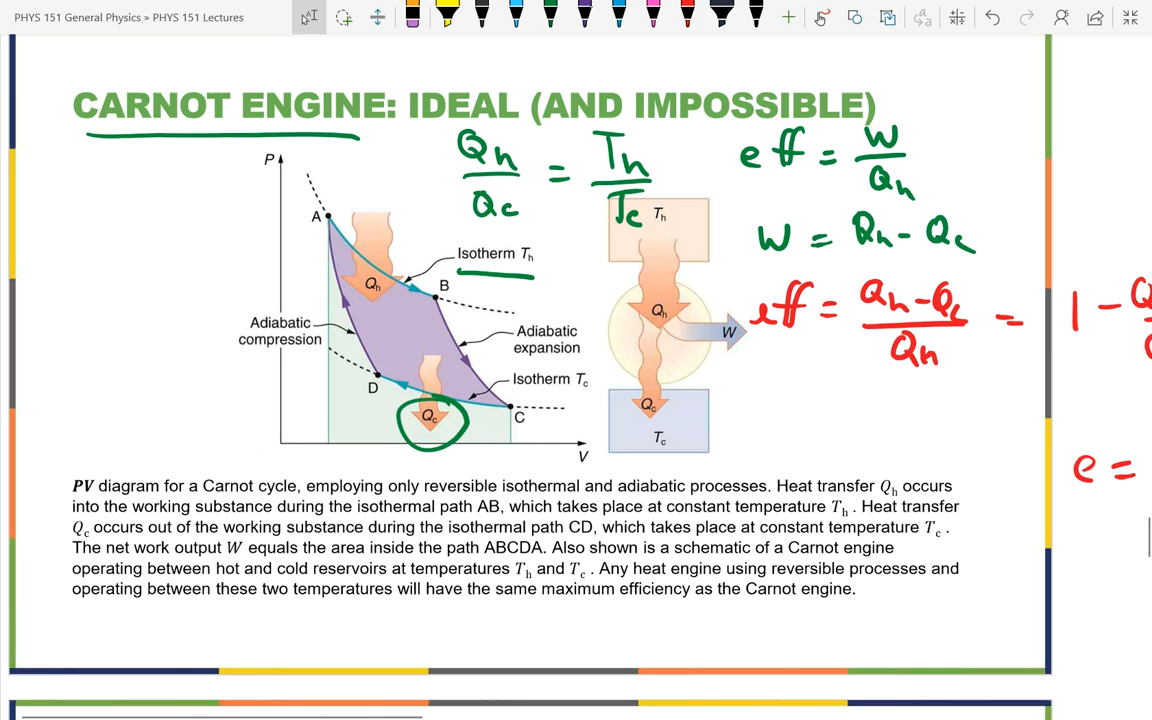 PHYS 151 General Physics » PHYS 151 Lectures
CARNOT ENGINE: IDEAL (AND IMPOSSIBLE)
Qh/Qc = Th/Tc
eff = W/Qh
W = Qh - Qc
eff = Qh-Qc/Qh = 1 -
e =
P
A
Isotherm Th
Qh
B
Adiabatic
compression
Adiabatic
expansion
Isotherm Tc
D
Qc
C
V
Th
Qh
W
Qc
Tc
PV diagram for a Carnot cycle, employing only reversible isothermal and adiabatic processes. Heat transfer Qh occurs
into the working substance during the isothermal path AB, which takes place at constant temperature Th . Heat transfer
Qc occurs out of the working substance during the isothermal path CD, which takes place at constant temperature Tc .
The net work output W equals the area inside the path ABCDA. Also shown is a schematic of a Carnot engine
operating between hot and cold reservoirs at temperatures Th and Tc . Any heat engine using reversible processes and
operating between these two temperatures will have the same maximum efficiency as the Carnot engine.